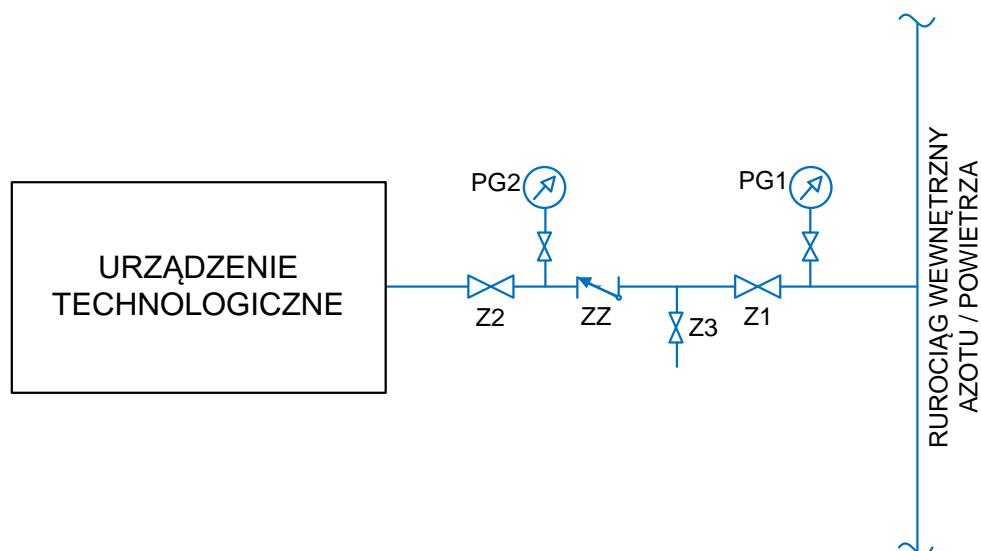 PG2
PG1
URZĄDZENIE
TECHNOLOGICZNE
Z2
ZZ
Z3
Z1
RUROCIĄG WEWNĘTRZNY
AZOTU / POWIETRZA